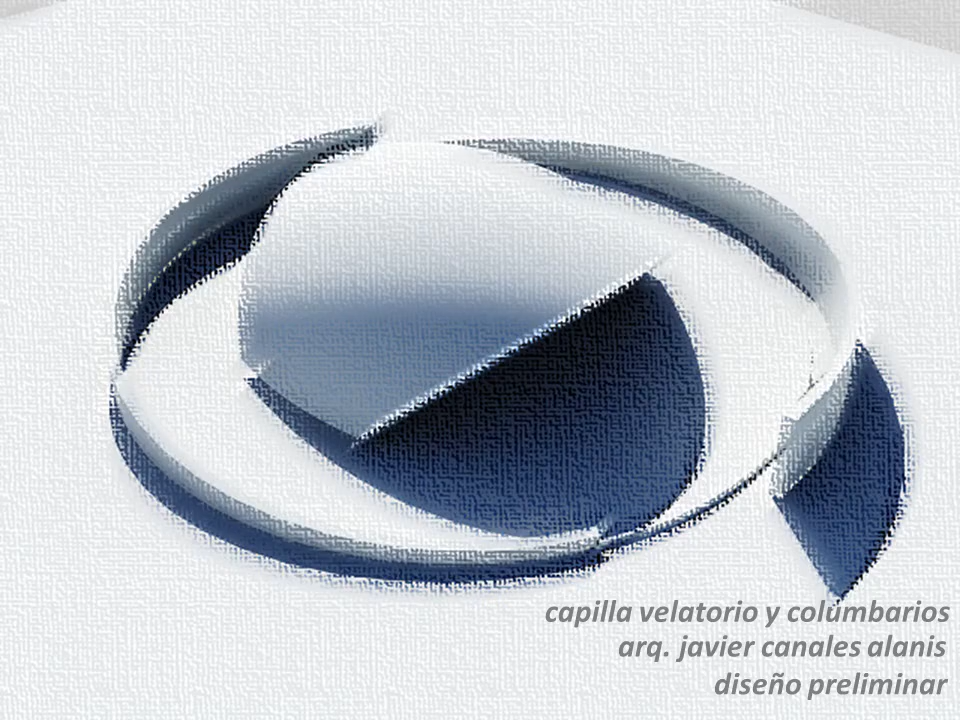 capilla velatorio y columbarios
arq. javier canales alanis
diseño preliminar